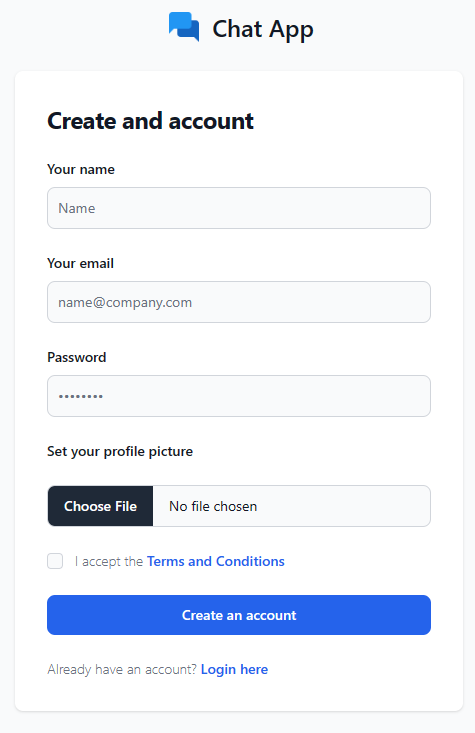 Chat App
Create and account
Your name
Name
Your email
name@company.com
Password
••••••••
Set your profile picture
Choose File No file chosen
I accept the Terms and Conditions
Create an account
Already have an account? Login here